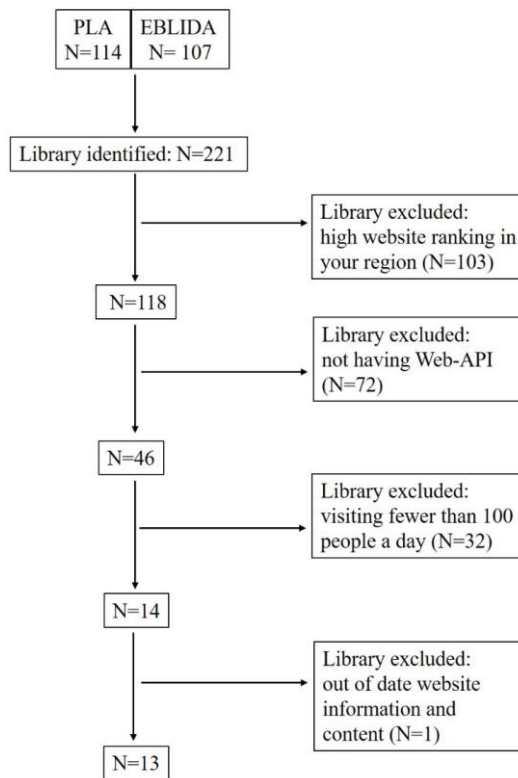 PLA
N=114
EBLIDA
N= 107
Library identified: N=221
Library excluded:
high website ranking in
your region (N=103)
N=118
Library excluded:
not having Web-API
(N=72)
N=46
Library excluded:
visiting fewer than 100
people a day (N=32)
N=14
Library excluded:
out of date website
information and
content (N=1)
N=13